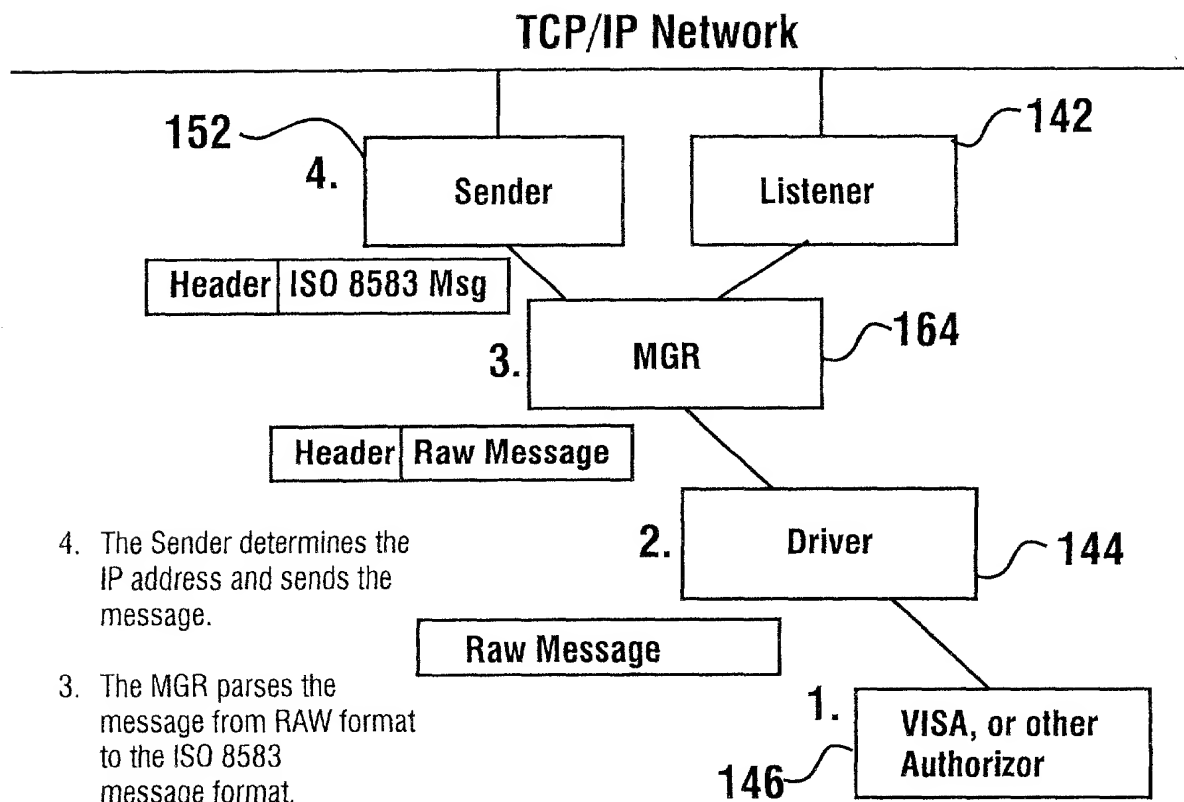 TCP/IP Network
152
142
4.
Sender
Listener
Header ISO 8583 Msg
164
3.
MGR
Header Raw Message
2.
Driver
144
4. The Sender determines the
IP address and sends the
message.
Raw Message
3. The MGR parses the
message from RAW format
to the ISO 8583
message format.
1.
VISA, or other
Authorizor
146